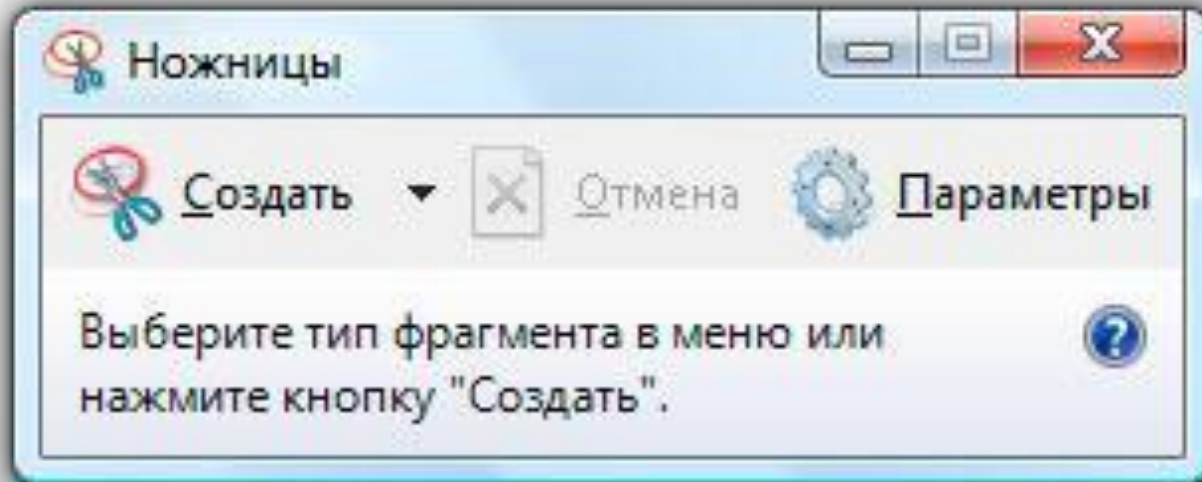 Ножницы
Создать Отмена Параметры
Выберите тип фрагмента в меню или
нажмите кнопку "Создать".